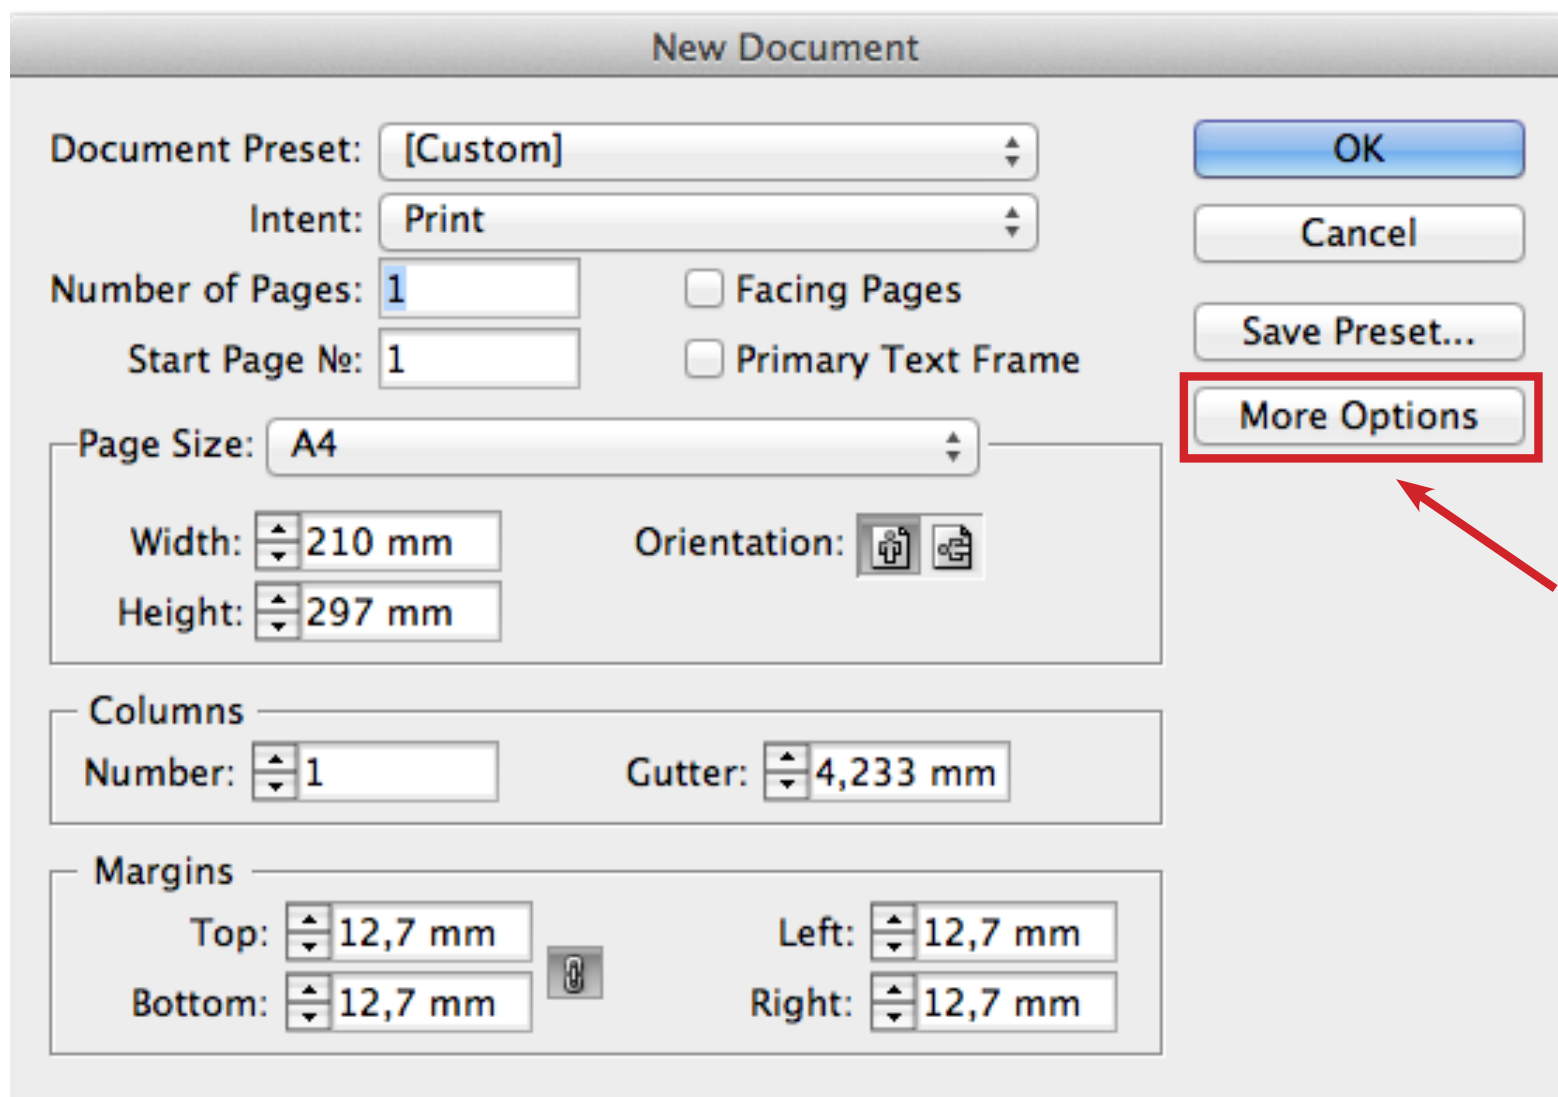 New Document
Document Preset: [Custom]
OK
Intent: Print
Cancel
Number of Pages: 1
Facing Pages
Save Preset...
Start Page №: 1
Primary Text Frame
More Options
Page Size: A4
Width: 210 mm
Orientation:
Height: 297 mm
Columns
Number: 1
Gutter: 4,233 mm
Margins
Top: 12,7 mm
Left: 12,7 mm
Bottom: 12,7 mm
Right: 12,7 mm